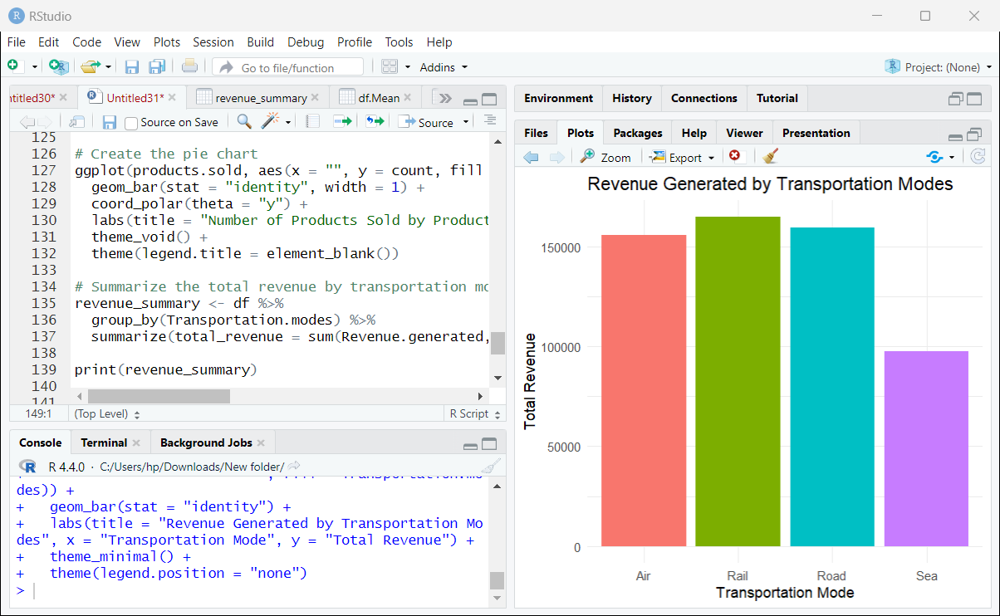 RStudio
File Edit Code View Plots Session Build Debug Profile Tools Help
Go to file/function
Addins
Project: (None)
ntitled30*
Untitled31*
revenue_summary
df.Mean
Source on Save
Source
125
126 # Create the pie chart
127 ggplot(products.sold, aes(x = "", y = count, fill
128   geom_bar(stat = "identity", width = 1) +
129   coord_polar(theta = "y") +
130   labs(title = "Number of Products Sold by Product
131   theme_void() +
132   theme(legend.title = element_blank())
133
134 # Summarize the total revenue by transportation mo
135 revenue_summary <- df %>%
136   group_by(Transportation.modes) %>%
137   summarize(total_revenue = sum(Revenue.generated,
138
139 print(revenue_summary)
140
141
149:1 (Top Level) R Script
Console Terminal Background Jobs
R 4.4.0 · C:/Users/hp/Downloads/New folder/
des)) +
+   geom_bar(stat = "identity") +
+   labs(title = "Revenue Generated by Transportation Mo
des", x = "Transportation Mode", y = "Total Revenue") +
+   theme_minimal() +
+   theme(legend.position = "none")
>
Environment History Connections Tutorial
Files Plots Packages Help Viewer Presentation
Zoom Export
Revenue Generated by Transportation Modes
150000
100000
50000
0
Total Revenue
Air Rail Road Sea
Transportation Mode